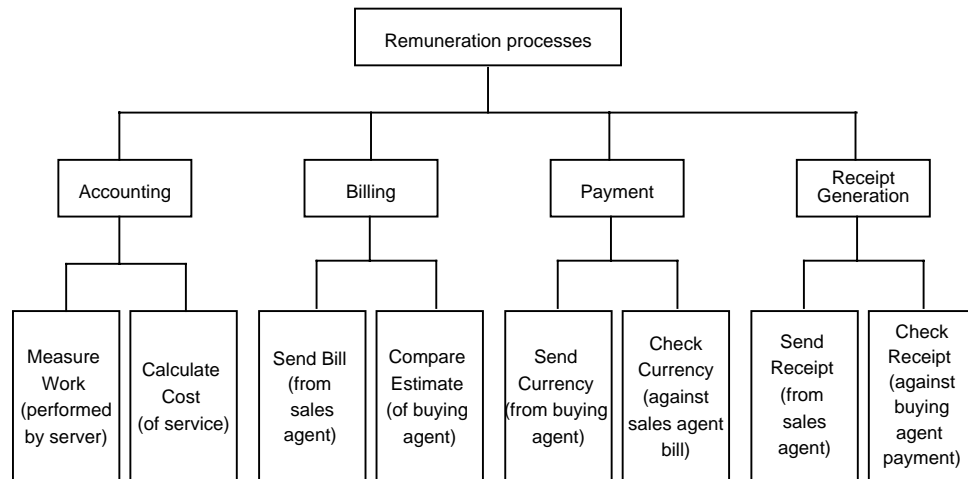 Remuneration processes
Accounting
Billing
Payment
Receipt
Generation
Measure
Work
(performed
by server)
Calculate
Cost
(of service)
Send Bill
(from
sales
agent)
Compare
Estimate
(of buying
agent)
Send
Currency
(from buying
agent)
Check
Currency
(against
sales agent
bill)
Send
Receipt
(from
sales
agent)
Check
Receipt
(against
buying
agent
payment)